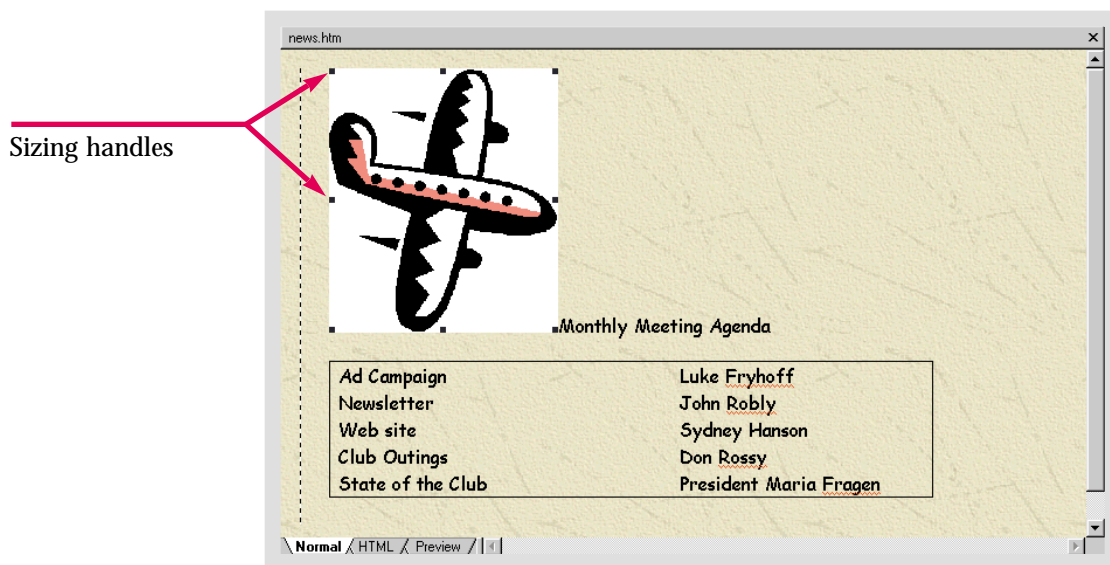 news.htm
Sizing handles
Monthly Meeting Agenda
Ad Campaign Luke Fryhoff
Newsletter John Robly
Web site Sydney Hanson
Club Outings Don Rossy
State of the Club President Maria Fragen
Normal HTML Preview